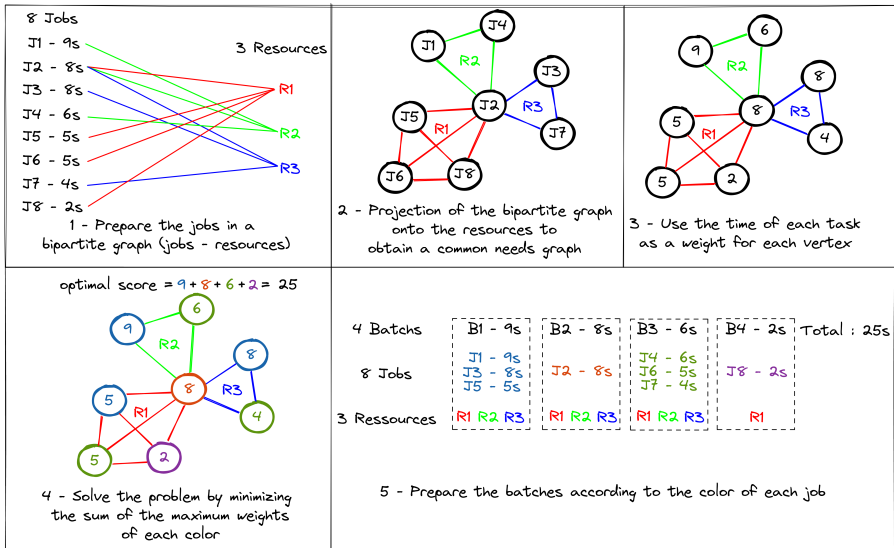 8 Jobs
J1 - 9s
J2 - 8s
J3 - 8s
J4 - 6s
J5 - 5s
J6 - 5s
J7 - 4s
J8 - 2s
3 Resources
R1
R2
R3
1 - Prepare the jobs in a
bipartite graph (jobs - resources)
J1
J4
R2
J3
J2
R3
J5
R1
J7
J6
J8
2 - Projection of the bipartite graph
onto the resources to
obtain a common needs graph
9
6
R2
8
8
R3
5
R1
4
5
2
3 - Use the time of each task
as a weight for each vertex
optimal score = 9 + 8 + 6 + 2 = 25
6
9
R2
8
8
R3
5
R1
4
5
2
4 - Solve the problem by minimizing
the sum of the maximum weights
of each color
4 Batchs B1 - 9s B2 - 8s B3 - 6s B4 - 2s Total : 25s
8 Jobs
J1 - 9s
J3 - 8s
J5 - 5s
J2 - 8s
J4 - 6s
J6 - 5s
J7 - 4s
J8 - 2s
3 Ressources R1 R2 R3 R1 R2 R3 R1 R2 R3 R1
5 - Prepare the batches according to the color of each job